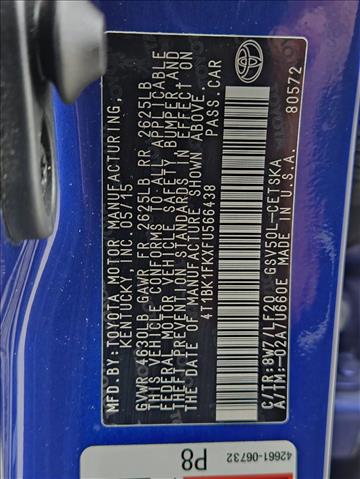 MFD.BY:TOYOTA MOTOR MANUFACTURING,
KENTUCKY, INC 05/15
GVWR 4631LB GAWR FR 2625LB RR 2625LB
THIS VEHICLE CONFORMS TO ALL APPLICABLE
FEDERAL MOTOR VEHICLE SAFETY, BUMPER, AND
THEFT PREVENTION STANDARDS IN EFFECT ON
THE DATE OF MANUFACTURE SHOWN ABOVE.
4T1BK1FKXFU566438 PASS.CAR
C/TR:8W7/LF20 GSV50L-CETSKA
A/TM:-02A/U660E MADE IN U.S.A. 80572
42661-06732
P8